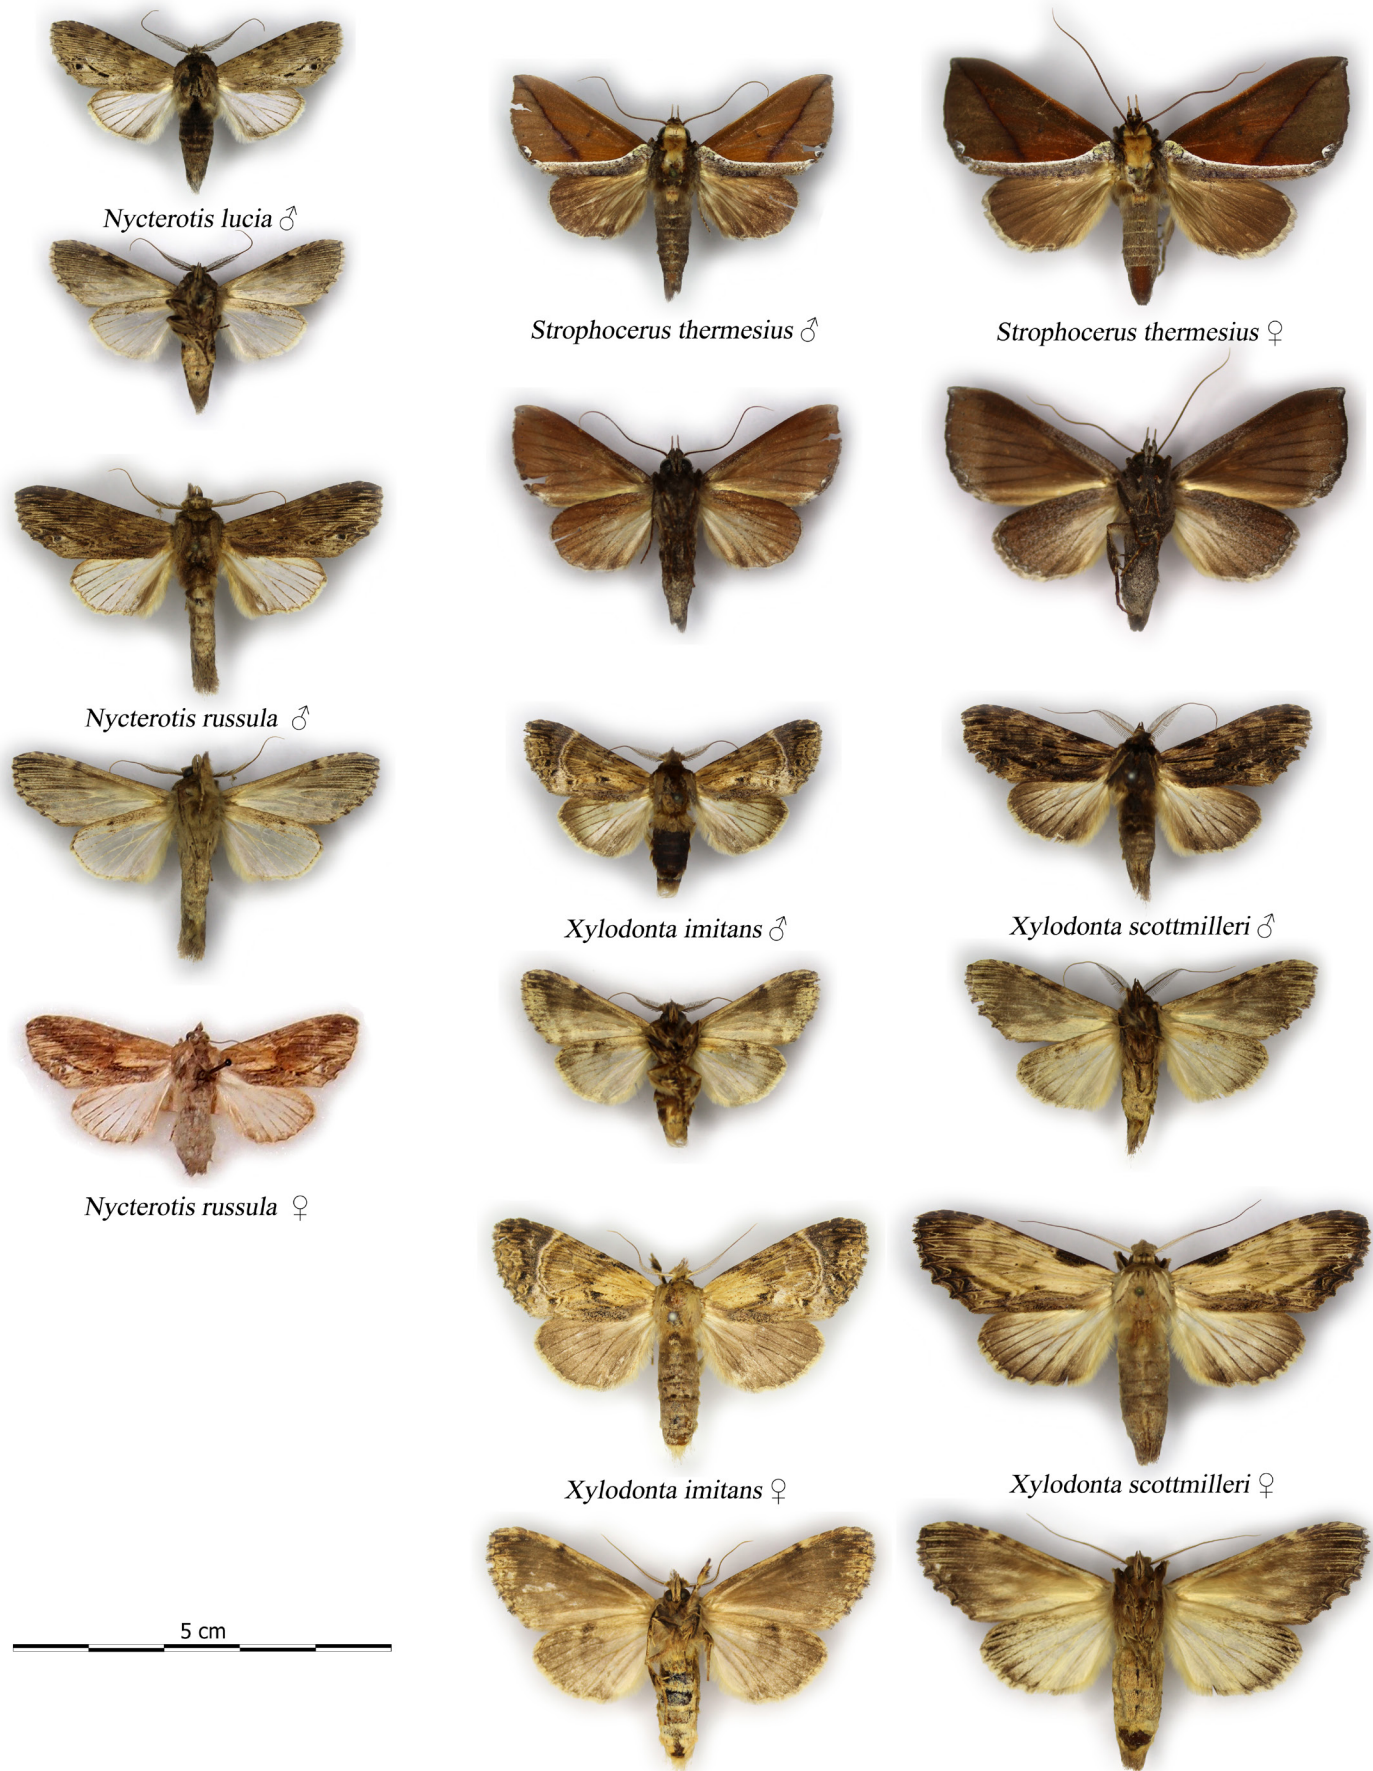 Nycterotis lucia ♂
Strophocerus thermesius ♂
Strophocerus thermesius ♀
Nycterotis russula ♂
Xylodonta imitans ♂
Xylodonta scottmilleri ♂
Nycterotis russula ♀
Xylodonta imitans ♀
Xylodonta scottmilleri ♀
5 cm